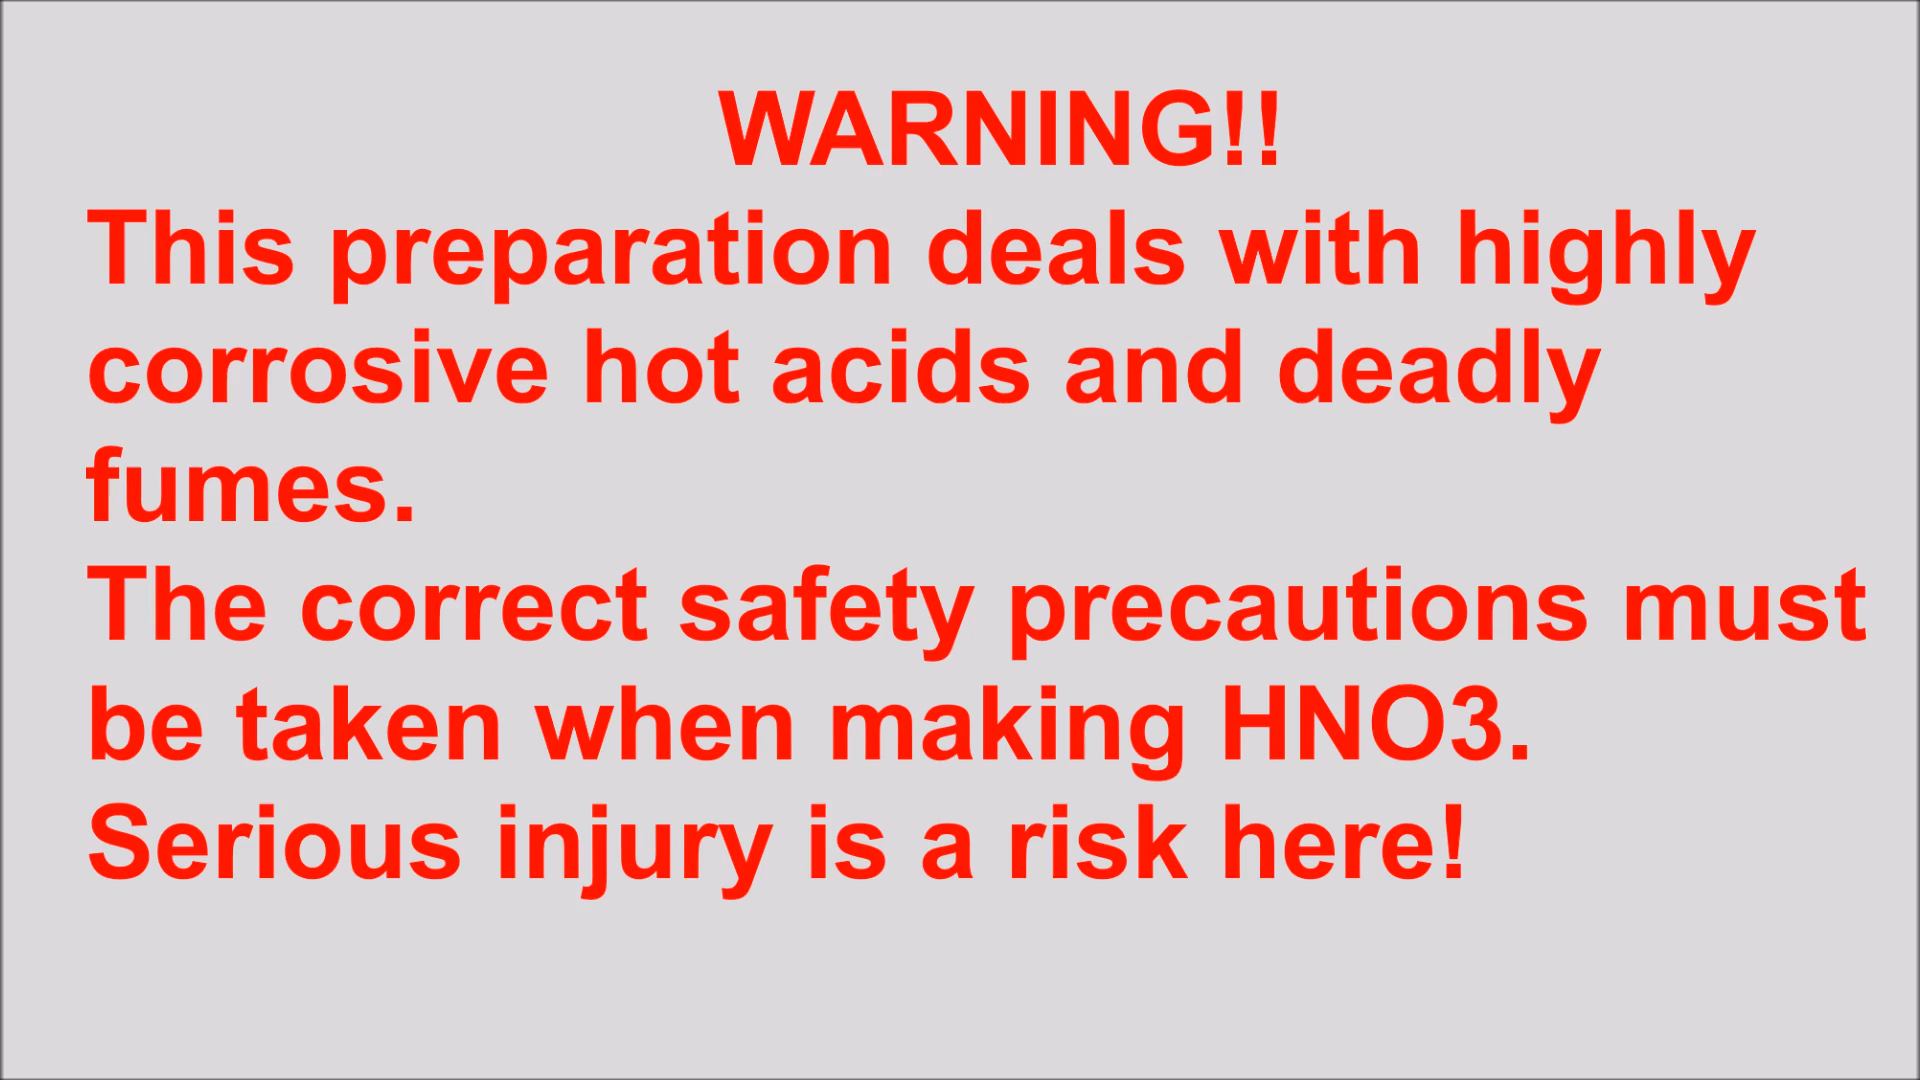 WARNING!!
This preparation deals with highly
corrosive hot acids and deadly
fumes.
The correct safety precautions must
be taken when making HNO3.
Serious injury is a risk here!